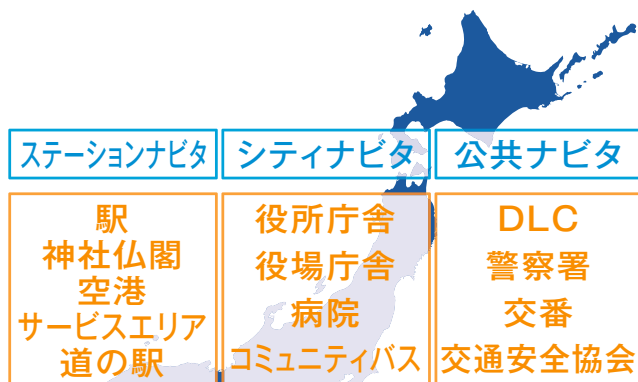 ステーションナビタ
シティナビタ
公共ナビタ
駅
神社仏閣
空港
サービスエリア
道の駅
役所庁舎
役場庁舎
病院
コミュニティバス
DLC
警察署
交番
交通安全協会